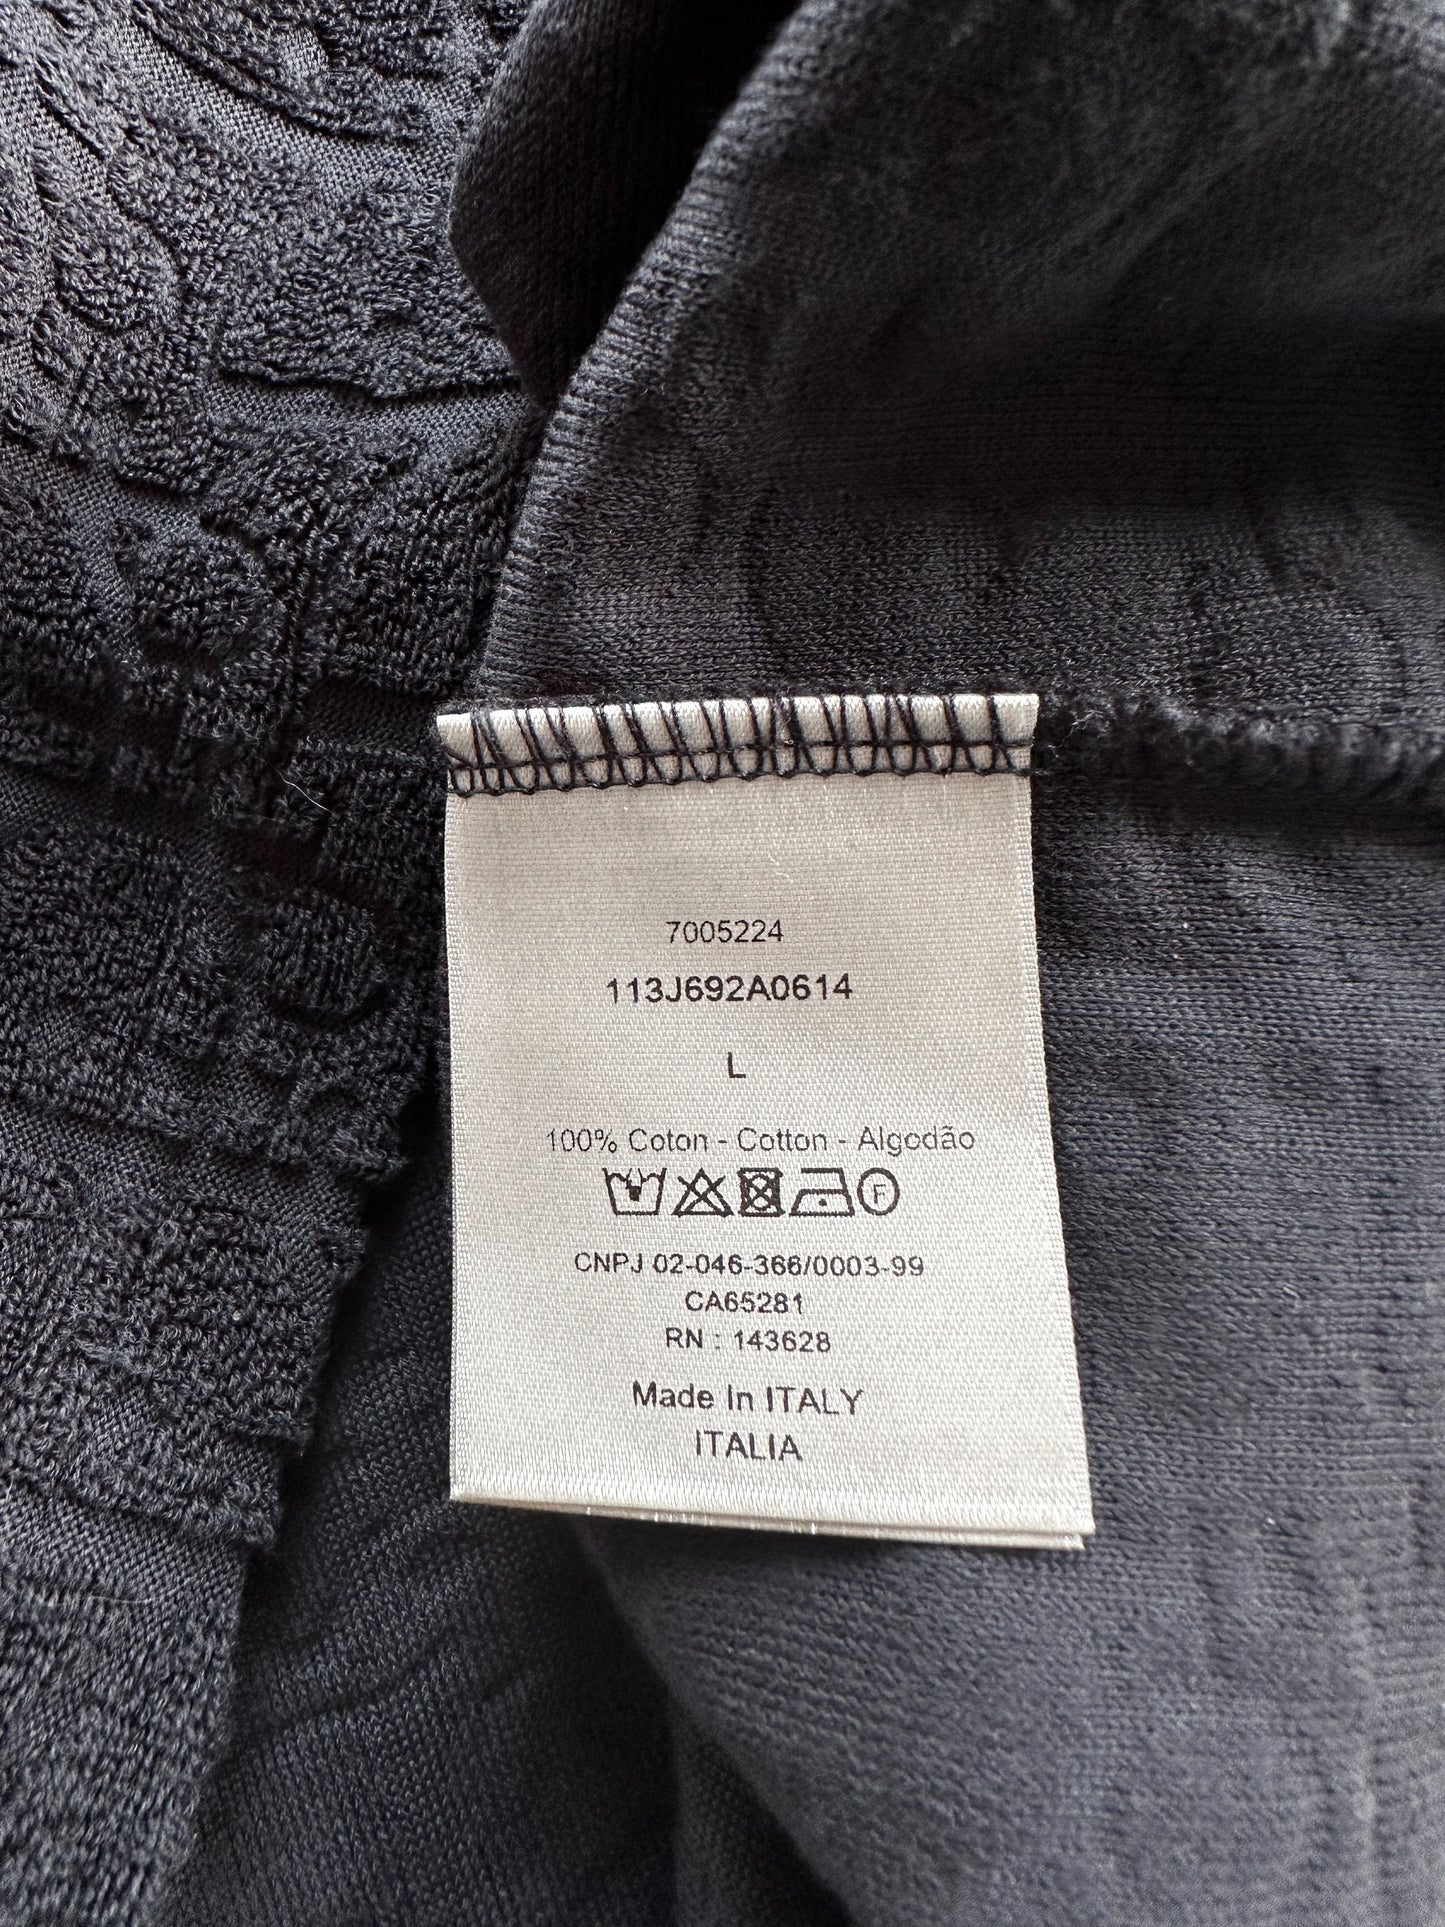 7005224
113J692A0614
L
100% Coton - Cotton - Algodão
F
CNPJ 02-046-366/0003-99
CA65281
RN : 143628
Made In ITALY
ITALIA